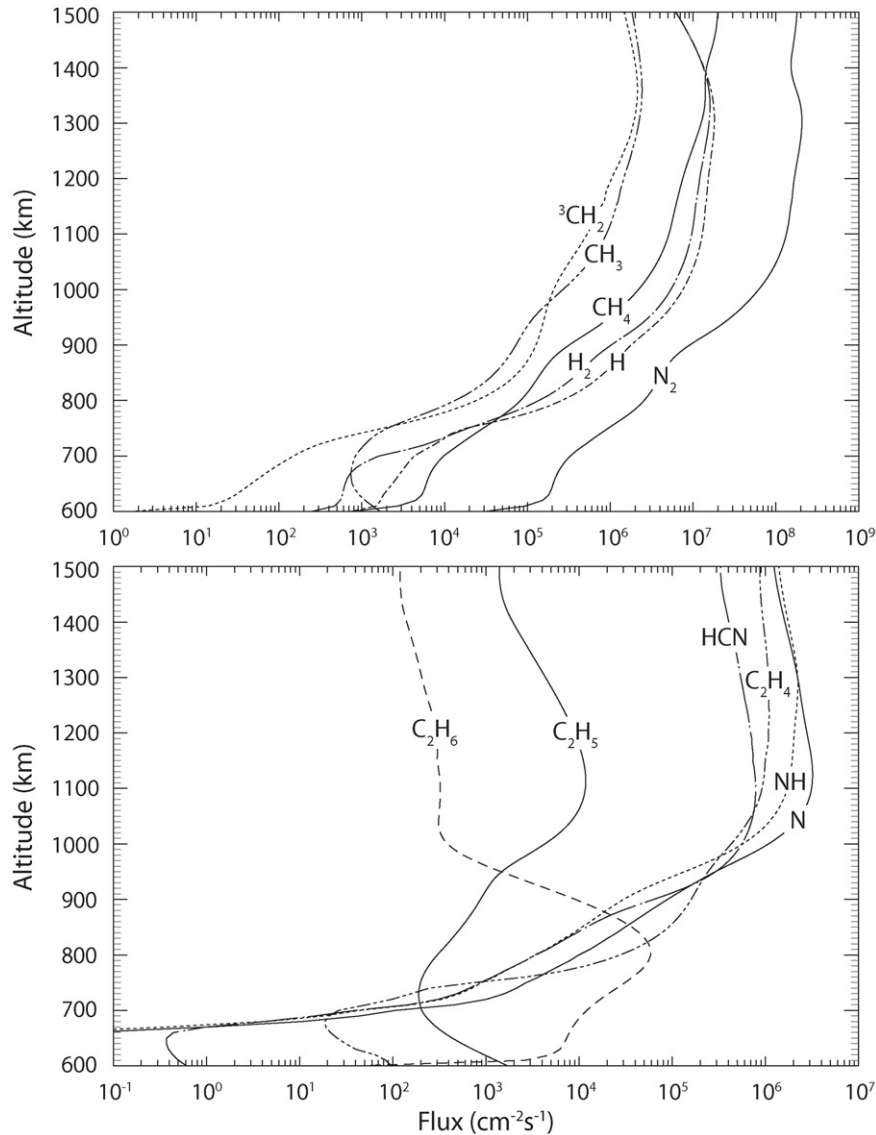 1500
1400
1300
1200
1100
1000
900
800
700
600
Altitude (km)
³CH₂
CH₃
CH₄
H₂ H
N₂
10⁰ 10¹ 10² 10³ 10⁴ 10⁵ 10⁶ 10⁷ 10⁸ 10⁹
1500
1400
1300
1200
1100
1000
900
800
700
600
Altitude (km)
HCN
C₂H₄
C₂H₆ C₂H₅
NH
N
10⁻¹ 10⁰ 10¹ 10² 10³ 10⁴ 10⁵ 10⁶ 10⁷
Flux (cm⁻²s⁻¹)